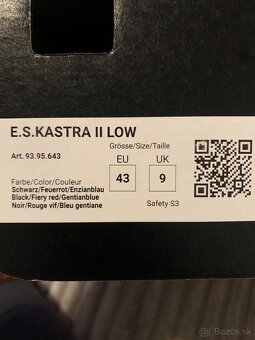 E.S.KASTRA II LOW
Art. 93.95.643
Grösse/Size/Taille
EU UK
43 9
Farbe/Color/Couleur
Schwarz/Feuerrot/Enzianblau
Black/Fiery red/Gentianblue
Noir/Rouge vif/Bleu gentiane
Safety S3
bazos.sk